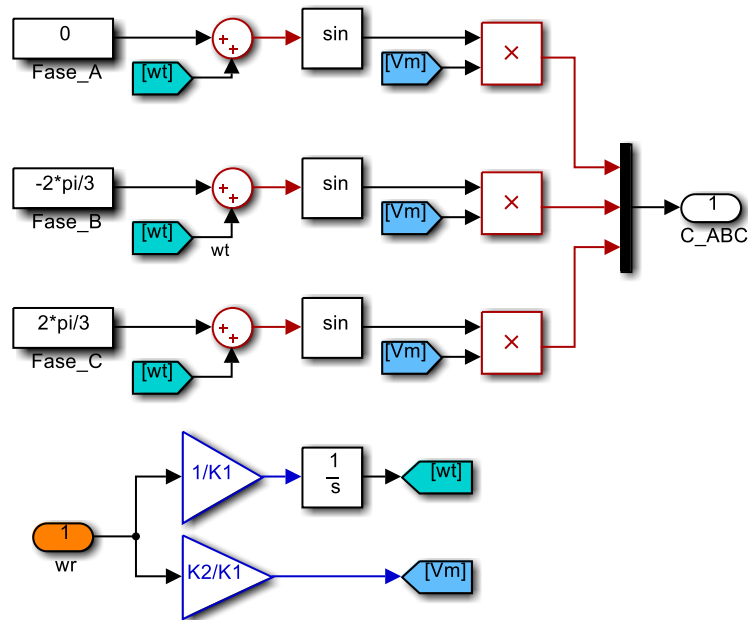 0
Fase_A
[wt]
+
+
sin
[Vm]
×
-2*pi/3
Fase_B
[wt]
wt
+
+
sin
[Vm]
×
1
C_ABC
2*pi/3
Fase_C
[wt]
+
+
sin
[Vm]
×
1/K1
1
s
[wt]
1
wr
K2/K1
[Vm]